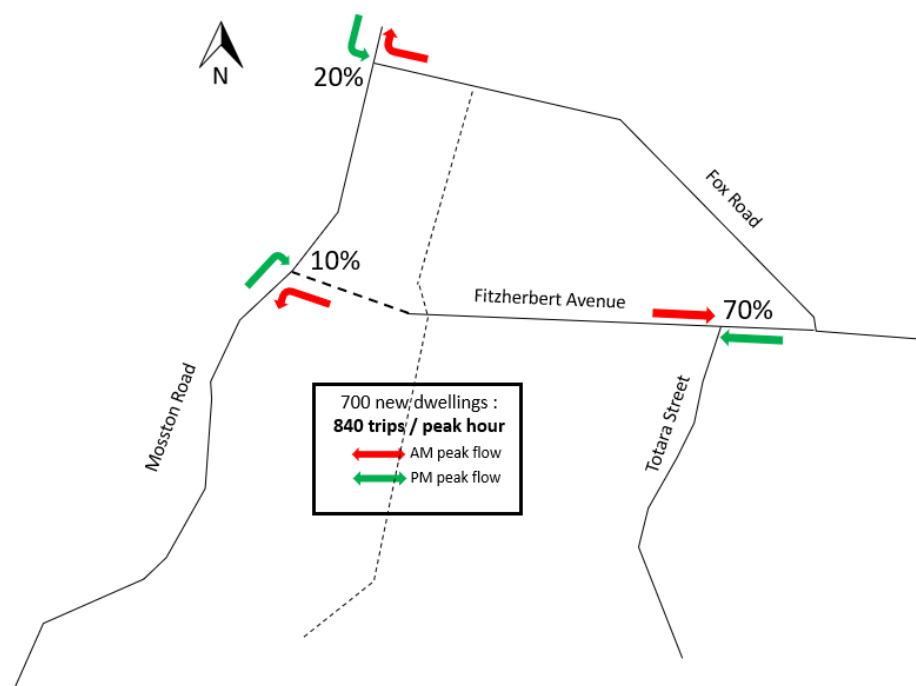 N
20%
Fox Road
10%
Fitzherbert Avenue
70%
Mosston Road
700 new dwellings :
840 trips / peak hour
AM peak flow
PM peak flow
Totara Street